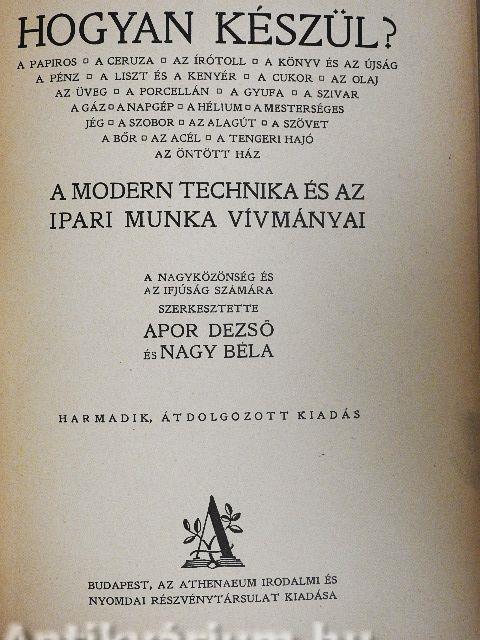 HOGYAN KÉSZÜL?
A PAPIROS ▫ A CERUZA ▫ AZ ÍRÓTOLL ▫ A KÖNYV ÉS AZ ÚJSÁG
A PÉNZ ▫ A LISZT ÉS A KENYÉR ▫ A CUKOR ▫ AZ OLAJ
AZ ÜVEG ▫ A PORCELLÁN ▫ A GYUFA ▫ A SZIVAR
A GÁZ ▫ A NAPGÉP ▫ A HÉLIUM ▫ A MESTERSÉGES
JÉG ▫ A SZOBOR ▫ AZ ALAGÚT ▫ A SZÖVET
A BŐR ▫ AZ ACÉL ▫ A TENGERI HAJÓ
AZ ÖNTÖTT HÁZ
A MODERN TECHNIKA ÉS AZ
IPARI MUNKA VÍVMÁNYAI
A NAGYKÖZÖNSÉG ÉS
AZ IFJÚSÁG SZÁMÁRA
SZERKESZTETTE
APOR DEZSŐ
ÉS NAGY BÉLA
HARMADIK, ÁTDOLGOZOTT KIADÁS
A
BUDAPEST, AZ ATHENAEUM IRODALMI ÉS
NYOMDAI RÉSZVÉNYTÁRSULAT KIADÁSA
Antikvárium.hu